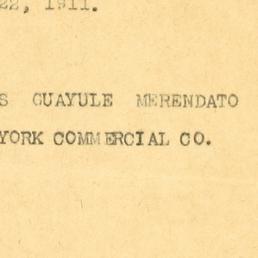 22, 1911.
S GUAYULE MERENDATO
YORK COMMERCIAL CO.